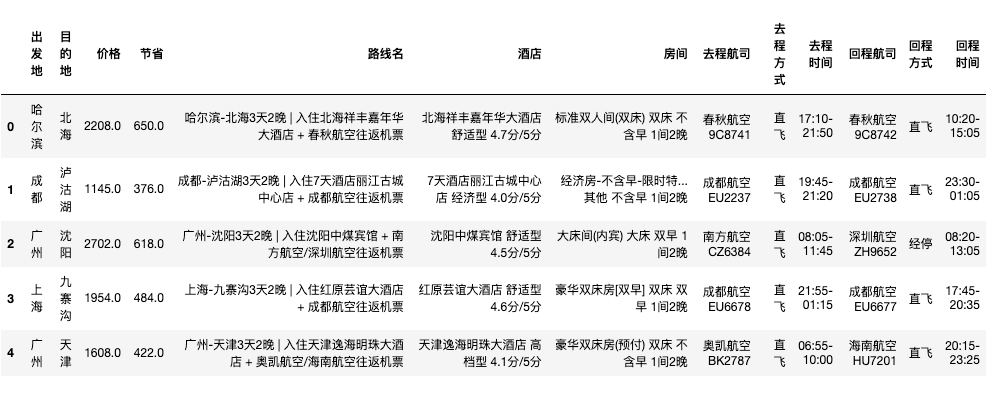 出发地 目的地 价格 节省 路线名 酒店 房间 去程航司 去程方式 去程时间 回程航司 回程方式 回程时间
0 哈尔滨 北海 2208.0 650.0 哈尔滨-北海3天2晚 | 入住北海祥丰嘉年华大酒店 + 春秋航空往返机票 北海祥丰嘉年华大酒店 舒适型 4.7分/5分 标准双人间(双床) 双床 不含早 1间2晚 春秋航空 9C8741 直飞 17:10-21:50 春秋航空 9C8742 直飞 10:20-15:05
1 成都 泸沽湖 1145.0 376.0 成都-泸沽湖3天2晚 | 入住7天酒店丽江古城中心店 + 成都航空往返机票 7天酒店丽江古城中心店 经济型 4.0分/5分 经济房-不含早-限时特... 其他 不含早 1间2晚 成都航空 EU2237 直飞 19:45-21:20 成都航空 EU2738 直飞 23:30-01:05
2 广州 沈阳 2702.0 618.0 广州-沈阳3天2晚 | 入住沈阳中煤宾馆 + 南方航空/深圳航空往返机票 沈阳中煤宾馆 舒适型 4.5分/5分 大床间(内宾) 大床 双早 1间2晚 南方航空 CZ6384 直飞 08:05-11:45 深圳航空 ZH9652 经停 08:20-13:05
3 上海 九寨沟 1954.0 484.0 上海-九寨沟3天2晚 | 入住红原芸谊大酒店 + 成都航空往返机票 红原芸谊大酒店 舒适型 4.6分/5分 豪华双床房[双早] 双床 双早 1间2晚 成都航空 EU6678 直飞 21:55-01:15 成都航空 EU6677 直飞 17:45-20:35
4 广州 天津 1608.0 422.0 广州-天津3天2晚 | 入住天津逸海明珠大酒店 + 奥凯航空/海南航空往返机票 天津逸海明珠大酒店 高档型 4.1分/5分 豪华双床房(预付) 双床 不含早 1间2晚 奥凯航空 BK2787 直飞 06:55-10:00 海南航空 HU7201 直飞 20:15-23:25